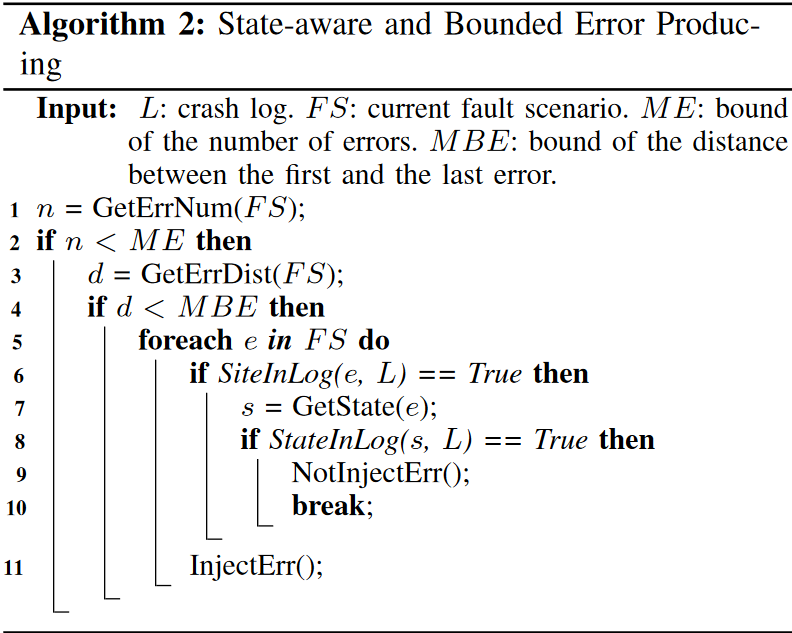 Algorithm 2: State-aware and Bounded Error Produc-
ing
Input: L: crash log. FS: current fault scenario. ME: bound
of the number of errors. MBE: bound of the distance
between the first and the last error.
1 n = GetErrNum(FS);
2 if n < ME then
3 d = GetErrDist(FS);
4 if d < MBE then
5 foreach e in FS do
6 if SiteInLog(e, L) == True then
7 s = GetState(e);
8 if StateInLog(s, L) == True then
9 NotInjectErr();
10 break;
11 InjectErr();